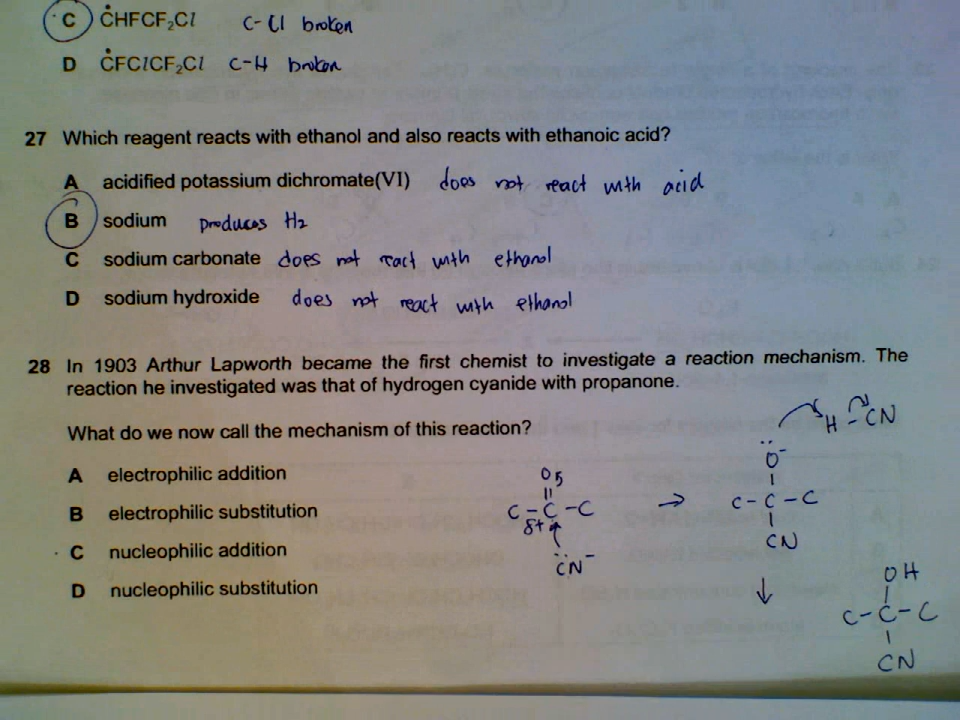 C ĊHFCF₂Cl C-Cl broken
D ĊFClCF₂Cl C-H broken
27 Which reagent reacts with ethanol and also reacts with ethanoic acid?
A acidified potassium dichromate(VI) does not react with acid
B sodium produces H₂
C sodium carbonate does not react with ethanol
D sodium hydroxide does not react with ethanol
28 In 1903 Arthur Lapworth became the first chemist to investigate a reaction mechanism. The
reaction he investigated was that of hydrogen cyanide with propanone.
What do we now call the mechanism of this reaction?
A electrophilic addition
B electrophilic substitution
C nucleophilic addition
D nucleophilic substitution
H-CN
O⁻
C-C-C
CN
C-C-C
δ+
CN⁻
OH
C-C-C
CN